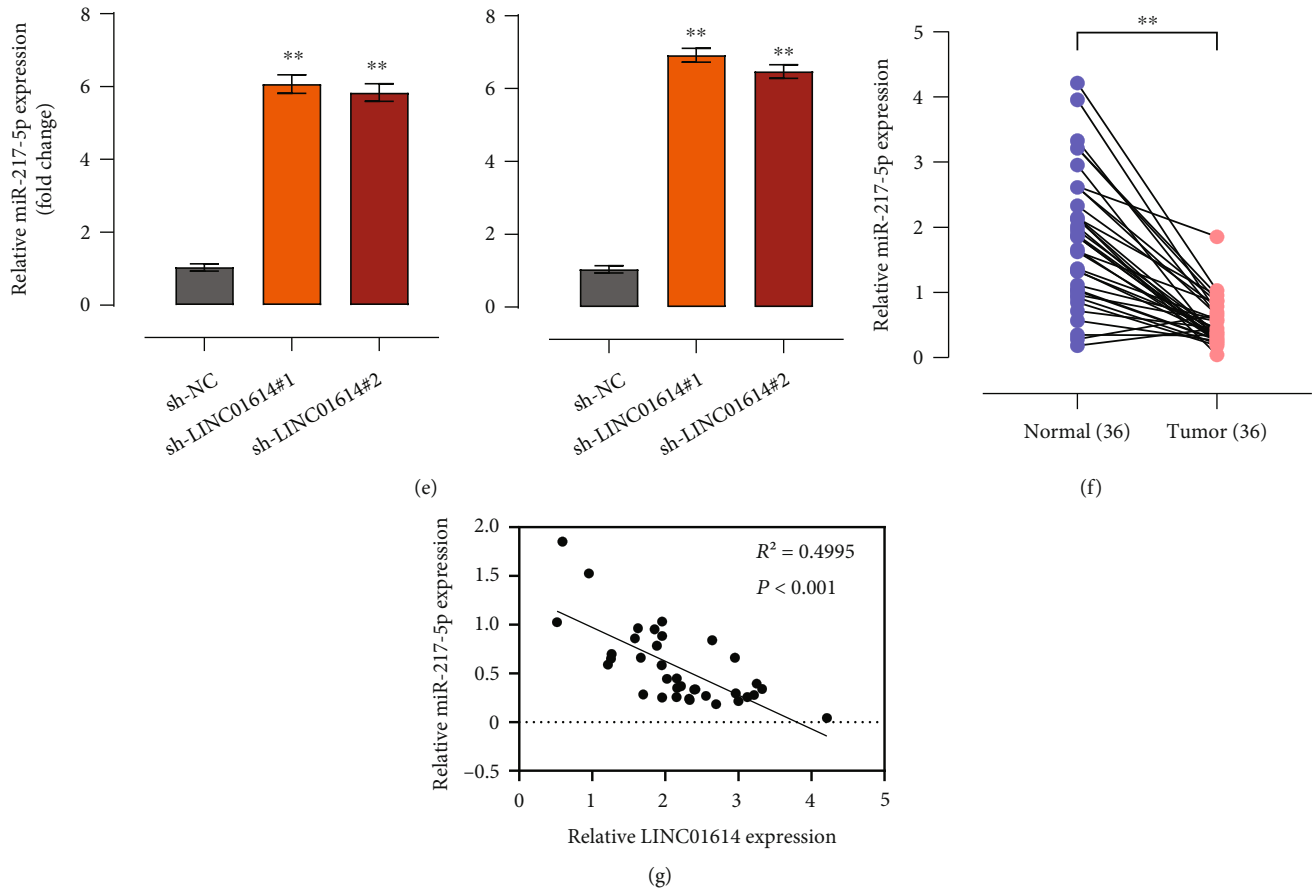 Relative miR-217-5p expression
(fold change)
8
6
4
2
0
**
**
sh-NC
sh-LINC01614#1
sh-LINC01614#2
8
6
4
2
0
**
**
sh-NC
sh-LINC01614#1
sh-LINC01614#2
(e)
Relative miR-217-5p expression
5
4
3
2
1
0
**
Normal (36)
Tumor (36)
(f)
Relative miR-217-5p expression
2.0
1.5
1.0
0.5
0
–0.5
R² = 0.4995
P < 0.001
0 1 2 3 4 5
Relative LINC01614 expression
(g)